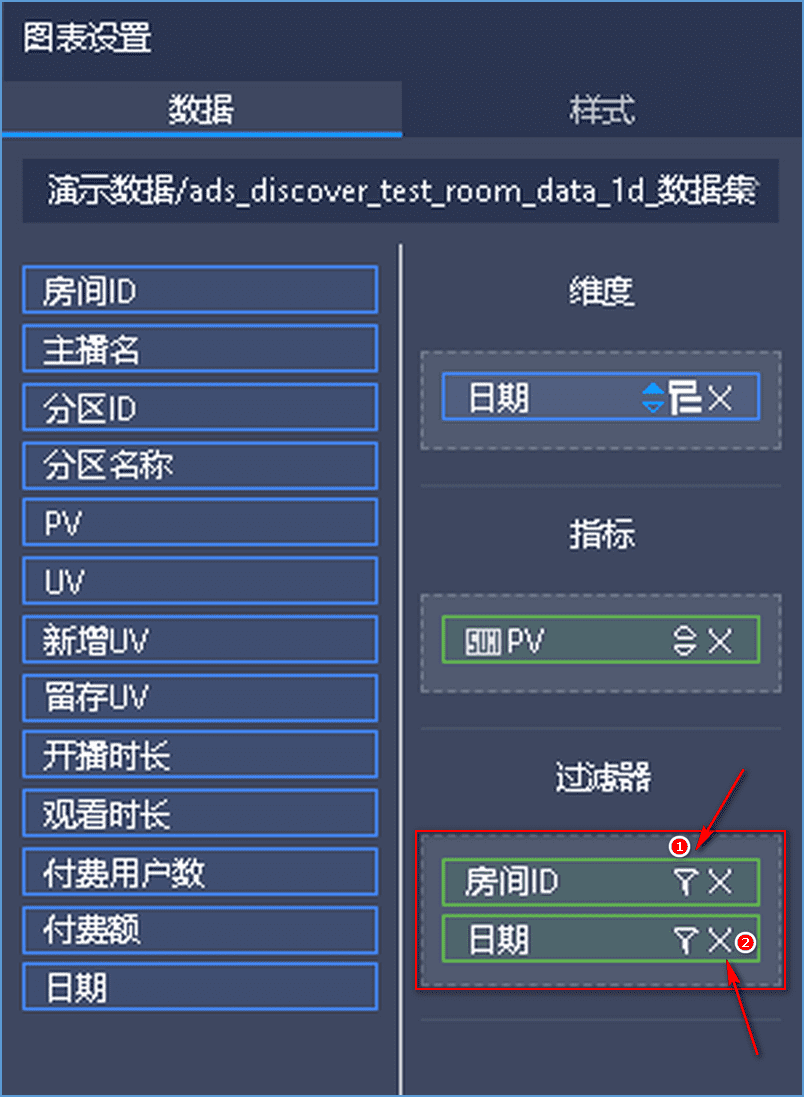 图表设置
数据
样式
演示数据/ads_discover_test_room_data_1d_数据集
房间ID
主播名
分区ID
分区名称
PV
UV
新增UV
留存UV
开播时长
观看时长
付费用户数
付费额
日期
维度
日期
指标
SUM PV
过滤器
1
房间ID
日期
2